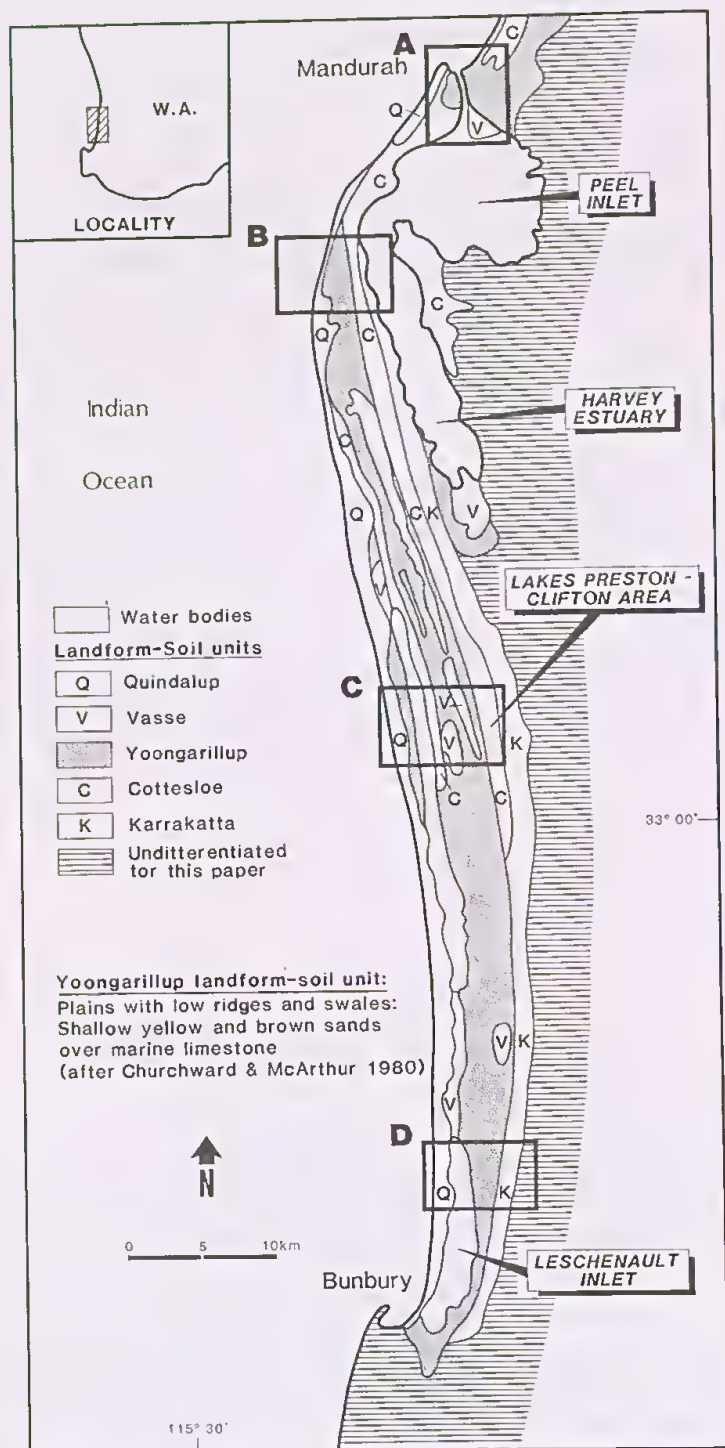 A
Mandurah
C
W.A.
Q
V
LOCALITY
C
PEEL
INLET
B
C
Q
C
Indian
HARVEY
ESTUARY
Ocean
C
Q
C
K
V
LAKES PRESTON -
CLIFTON AREA
Water bodies
Landform-Soil units
Q
Quindalup
V
Vasse
Yoongarillup
C
Cottesloe
K
Karrakatta
Unditterentiated
tor this paper
C
V
Q
V
K
C
C
33° 00'
Yoongarillup landform-soil unit:
Plains with low ridges and swales:
Shallow yellow and brown sands
over marine limestone
(after Churchward & McArthur 1980)
V
K
V
D
N
Q
K
0 5 10km
Bunbury
LESCHENAULT
INLET
115° 30'